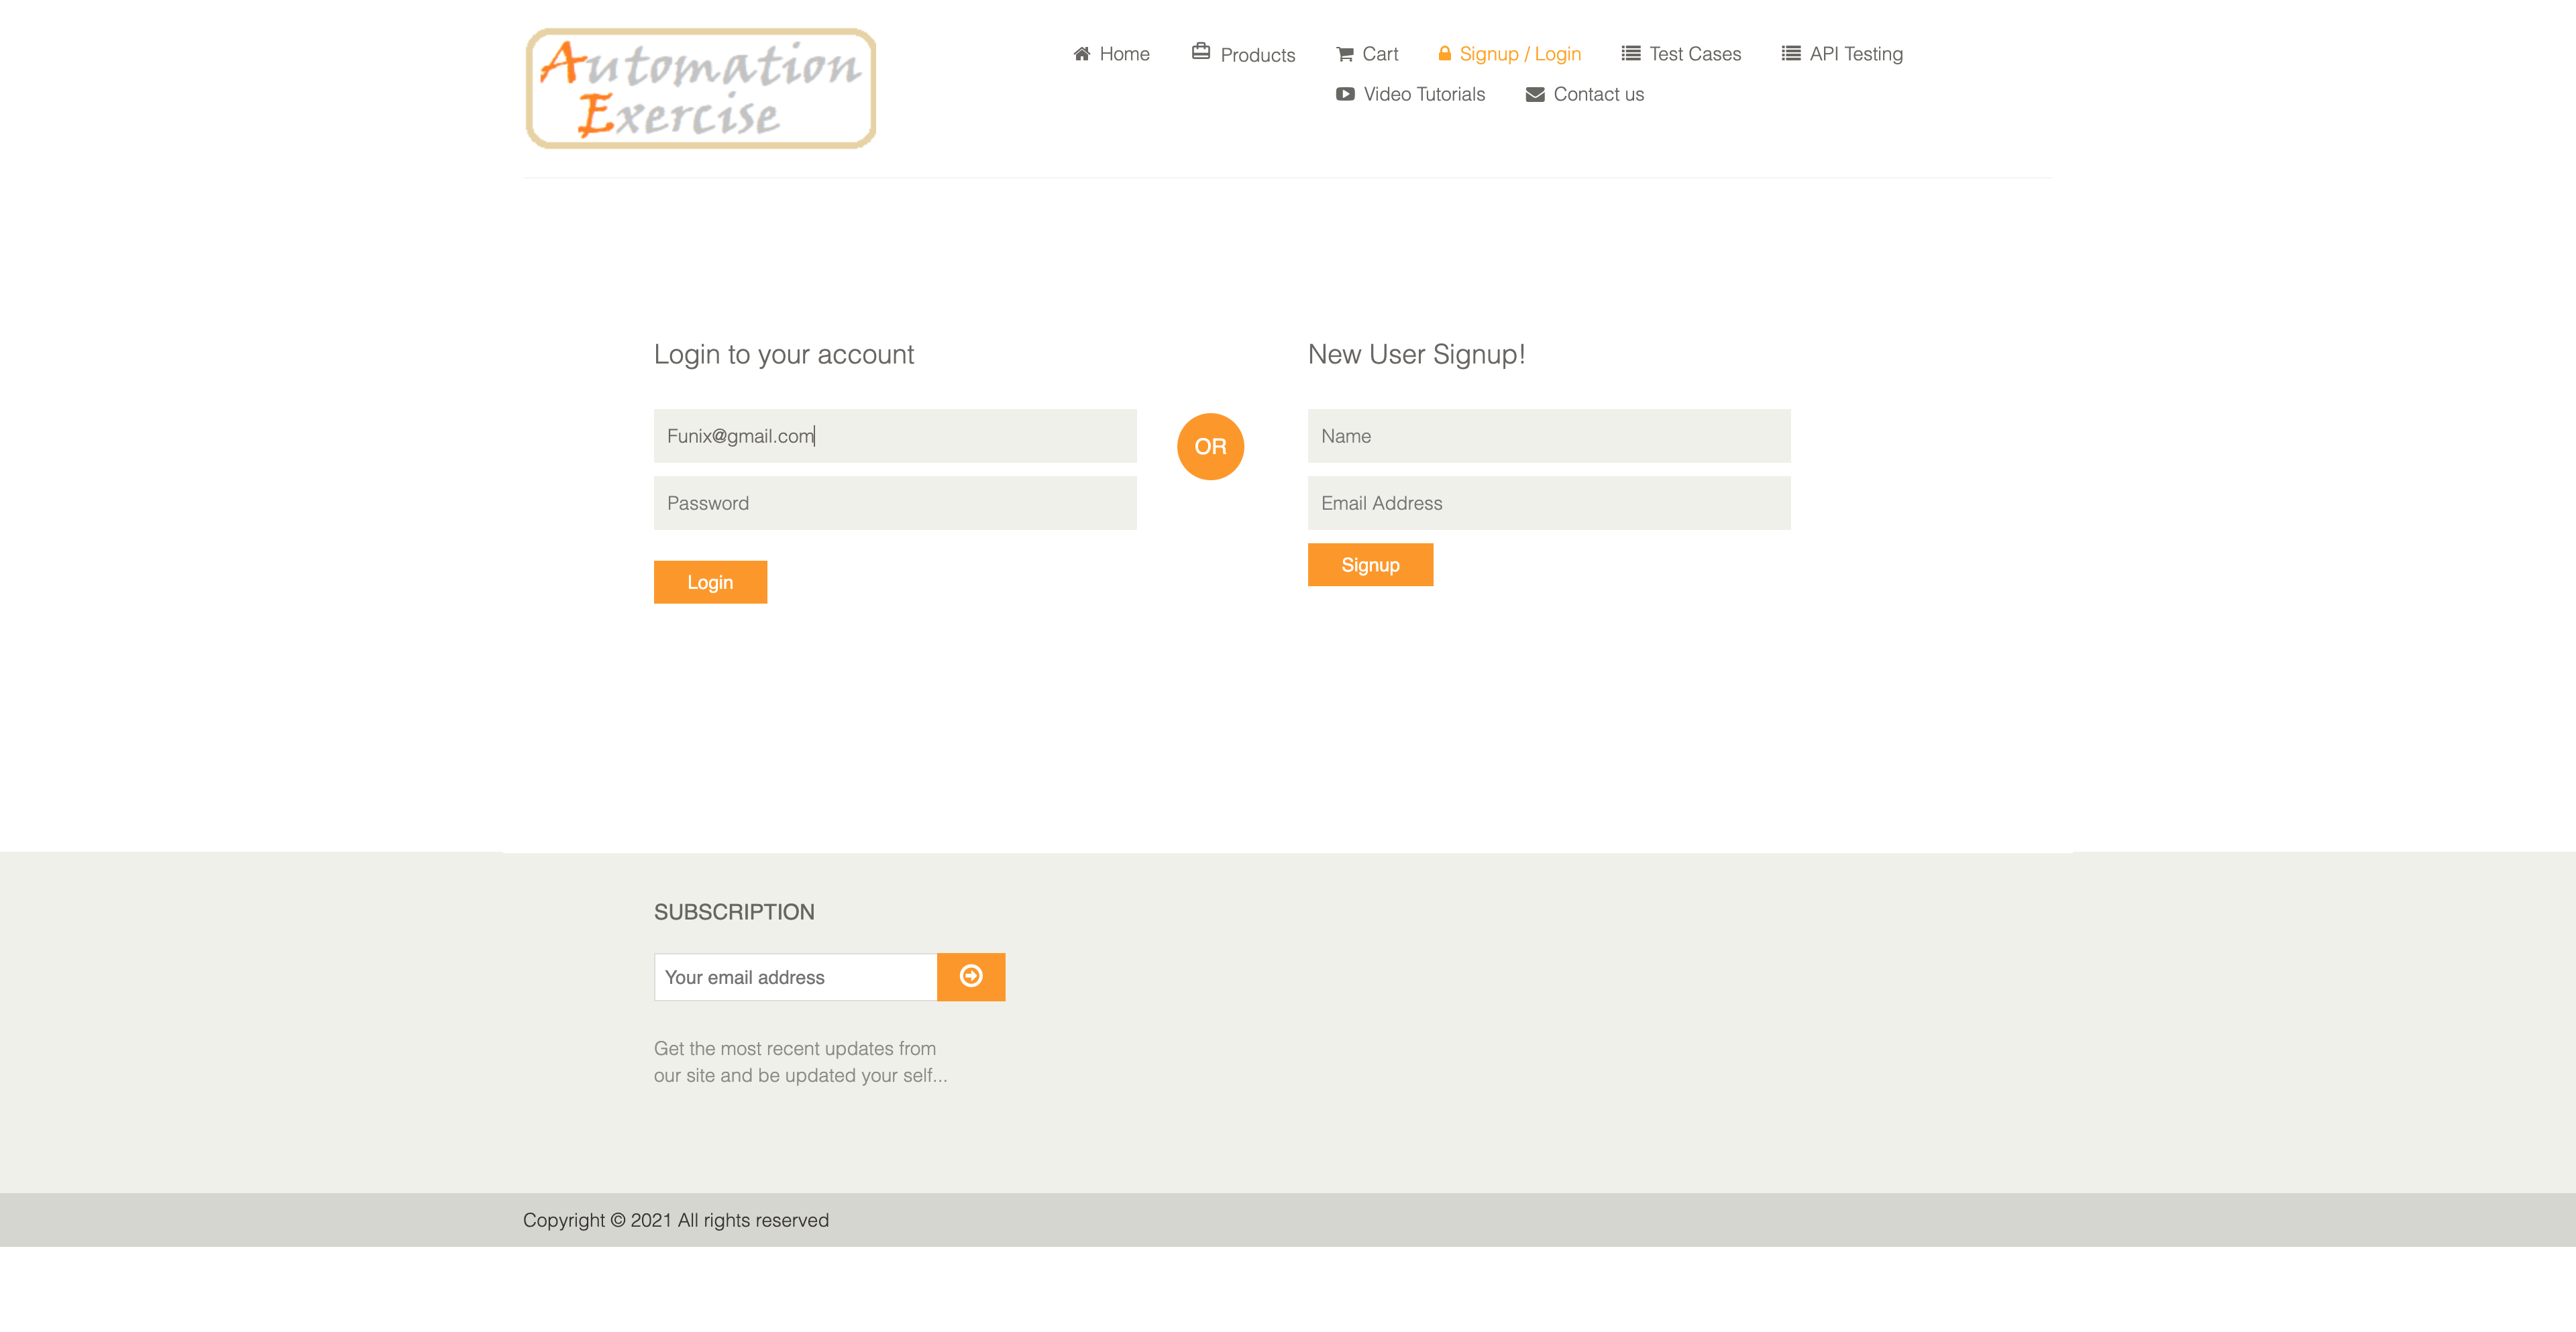 Automation
Exercise
Home Products Cart Signup / Login Test Cases API Testing
Video Tutorials Contact us
Login to your account
Funix@gmail.com
Password
Login
OR
New User Signup!
Name
Email Address
Signup
SUBSCRIPTION
Your email address
Get the most recent updates from
our site and be updated your self...
Copyright © 2021 All rights reserved